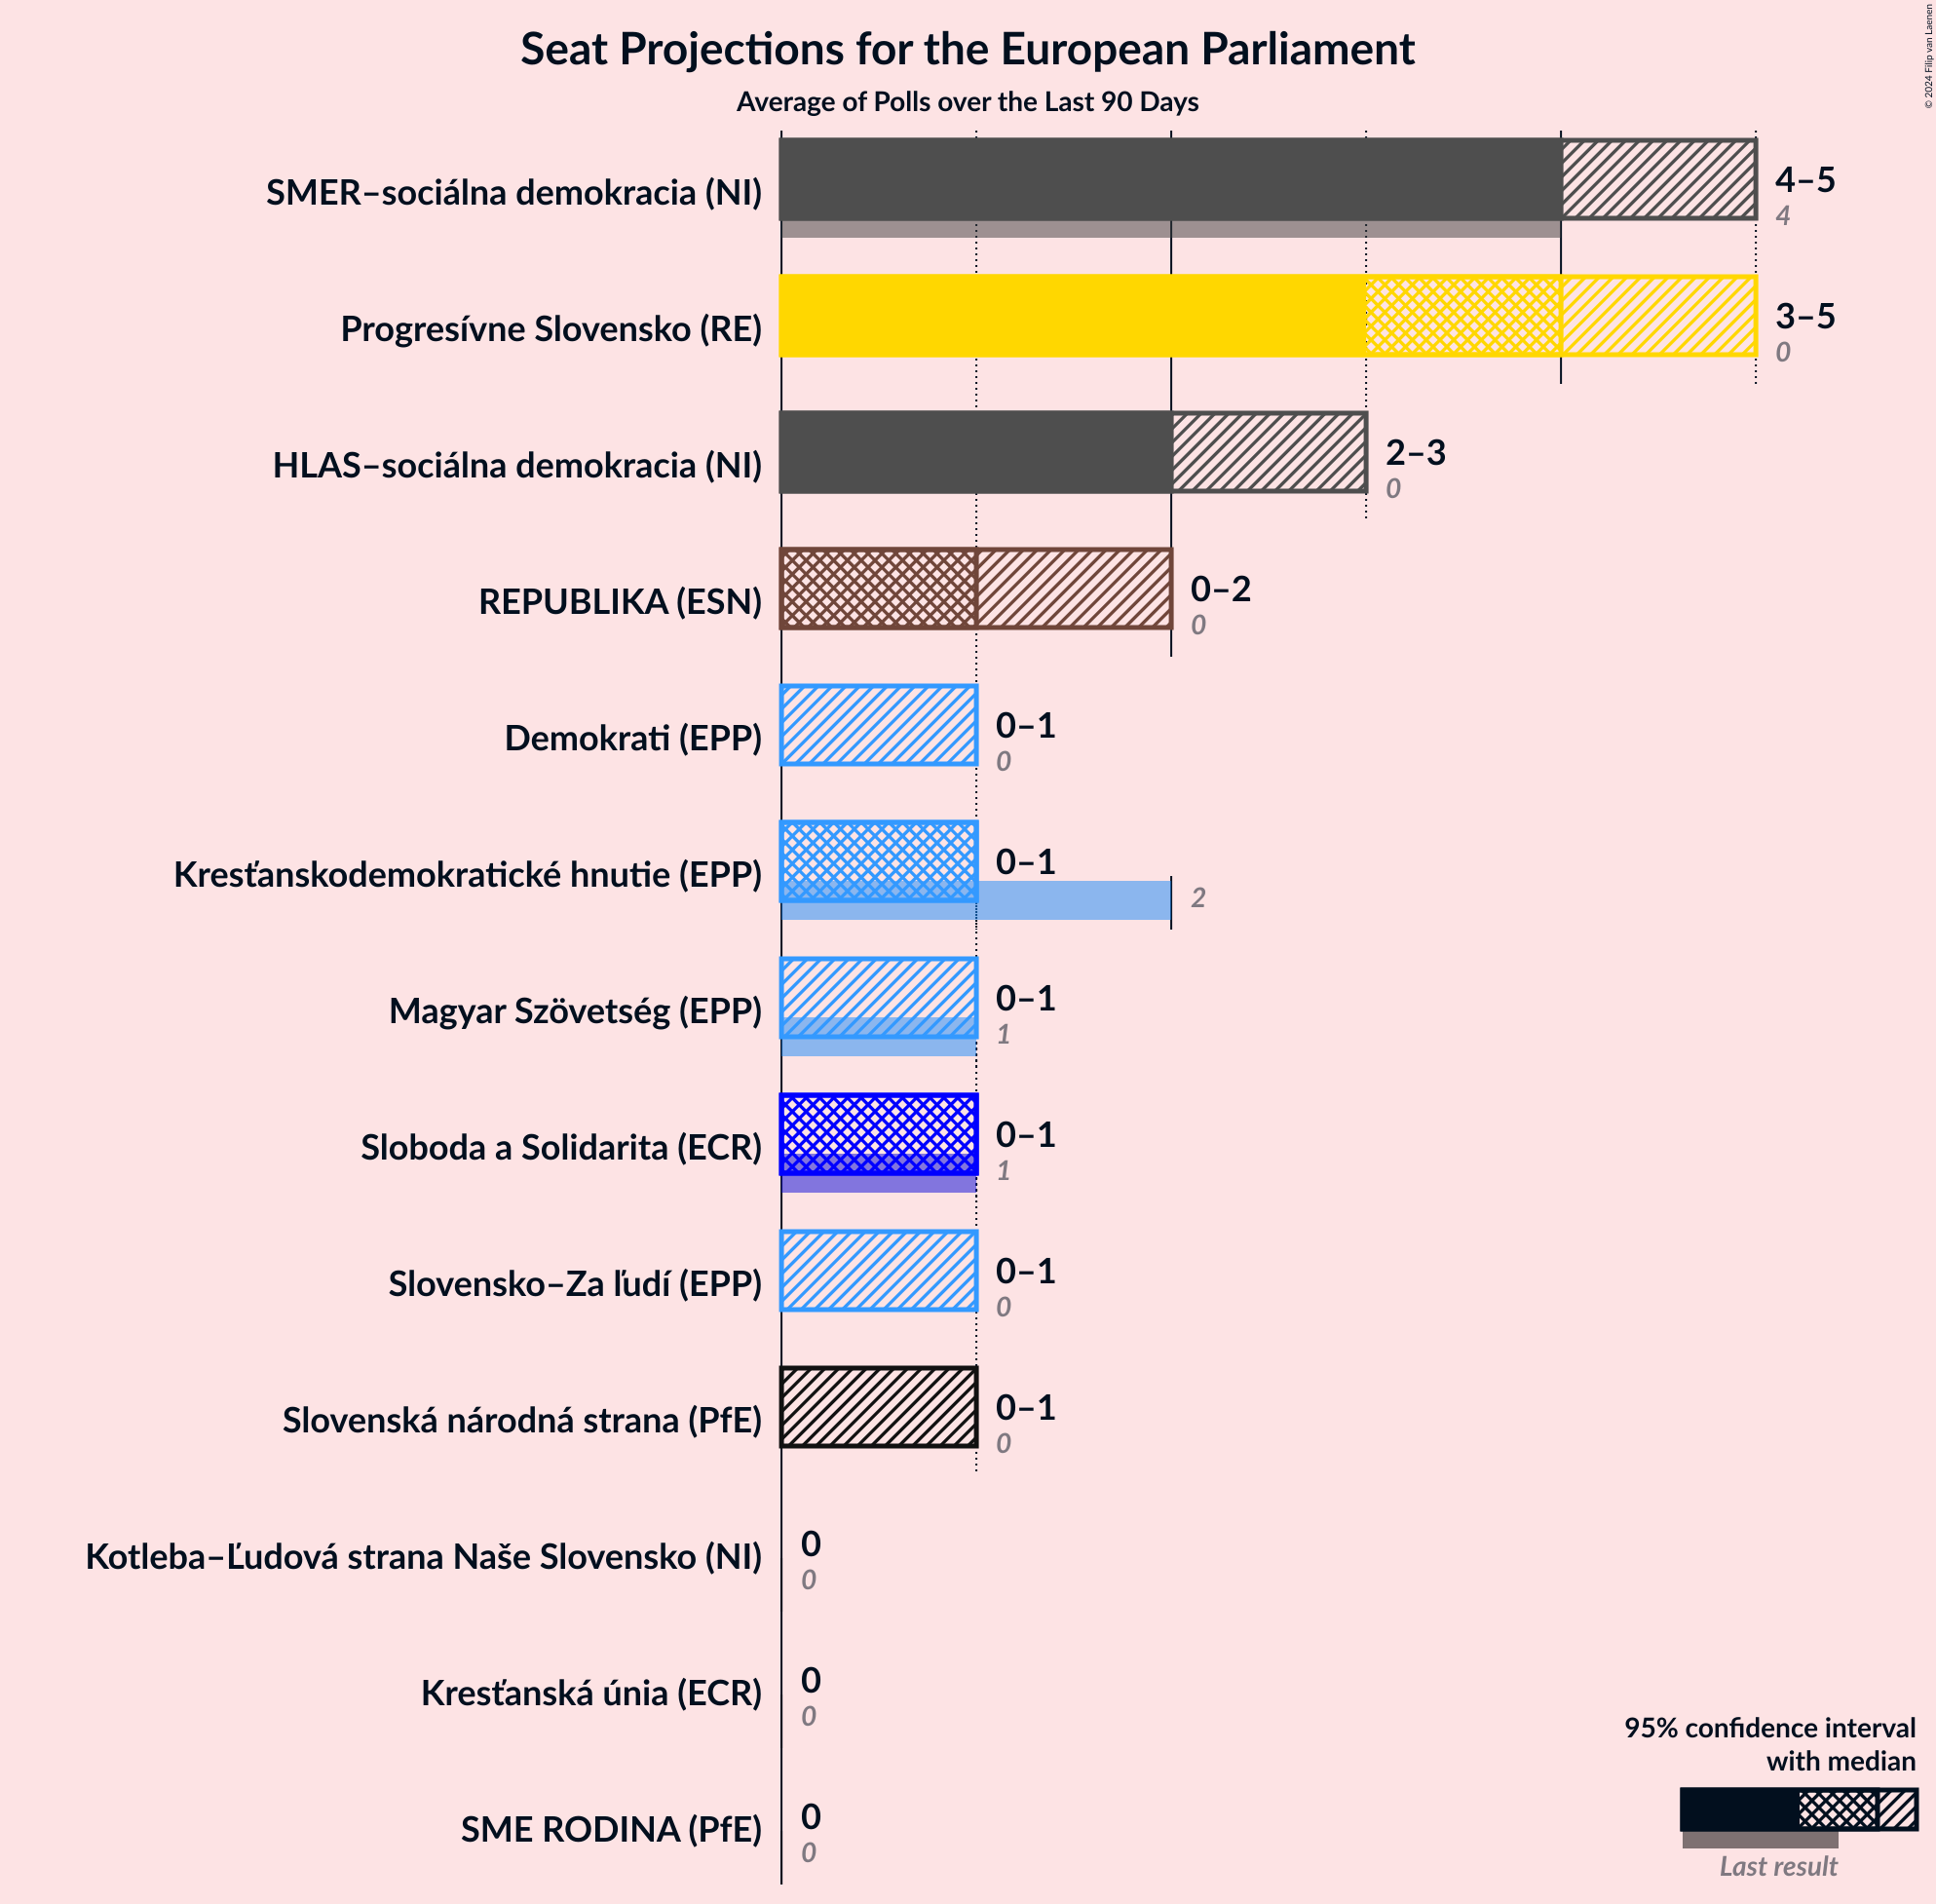 Seat Projections for the European Parliament
Average of Polls over the Last 90 Days
© 2024 Filip van Laenen
SMER–sociálna demokracia (NI)
4–5
4
Progresívne Slovensko (RE)
3–5
0
HLAS–sociálna demokracia (NI)
2–3
0
REPUBLIKA (ESN)
0–2
0
Demokrati (EPP)
0–1
0
Kresťanskodemokratické hnutie (EPP)
0–1
2
Magyar Szövetség (EPP)
0–1
1
Sloboda a Solidarita (ECR)
0–1
1
Slovensko–Za ľudí (EPP)
0–1
0
Slovenská národná strana (PfE)
0–1
0
Kotleba–Ľudová strana Naše Slovensko (NI)
0
0
Kresťanská únia (ECR)
0
0
SME RODINA (PfE)
0
0
95% confidence interval
with median
Last result